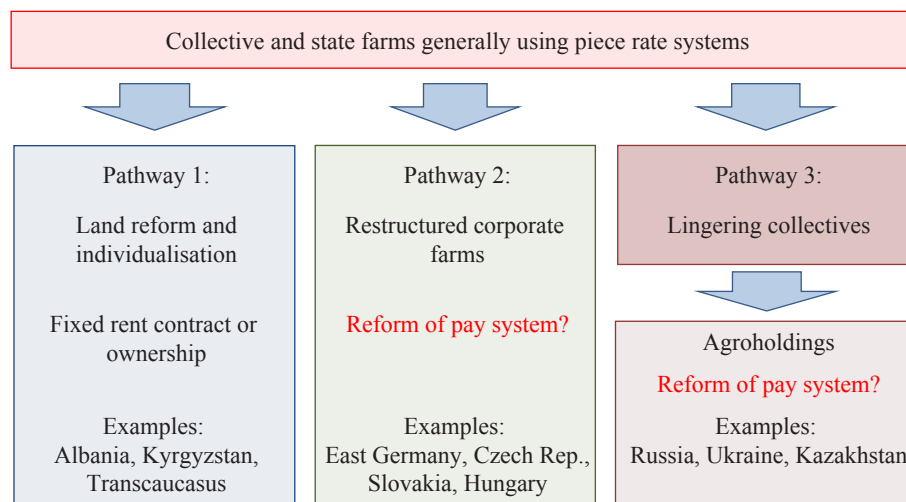 Collective and state farms generally using piece rate systems
Pathway 1:
Land reform and
individualisation
Fixed rent contract or
ownership
Examples:
Albania, Kyrgyzstan,
Transcaucasus
Pathway 2:
Restructured corporate
farms
Reform of pay system?
Examples:
East Germany, Czech Rep.,
Slovakia, Hungary
Pathway 3:
Lingering collectives
Agroholdings
Reform of pay system?
Examples:
Russia, Ukraine, Kazakhstan